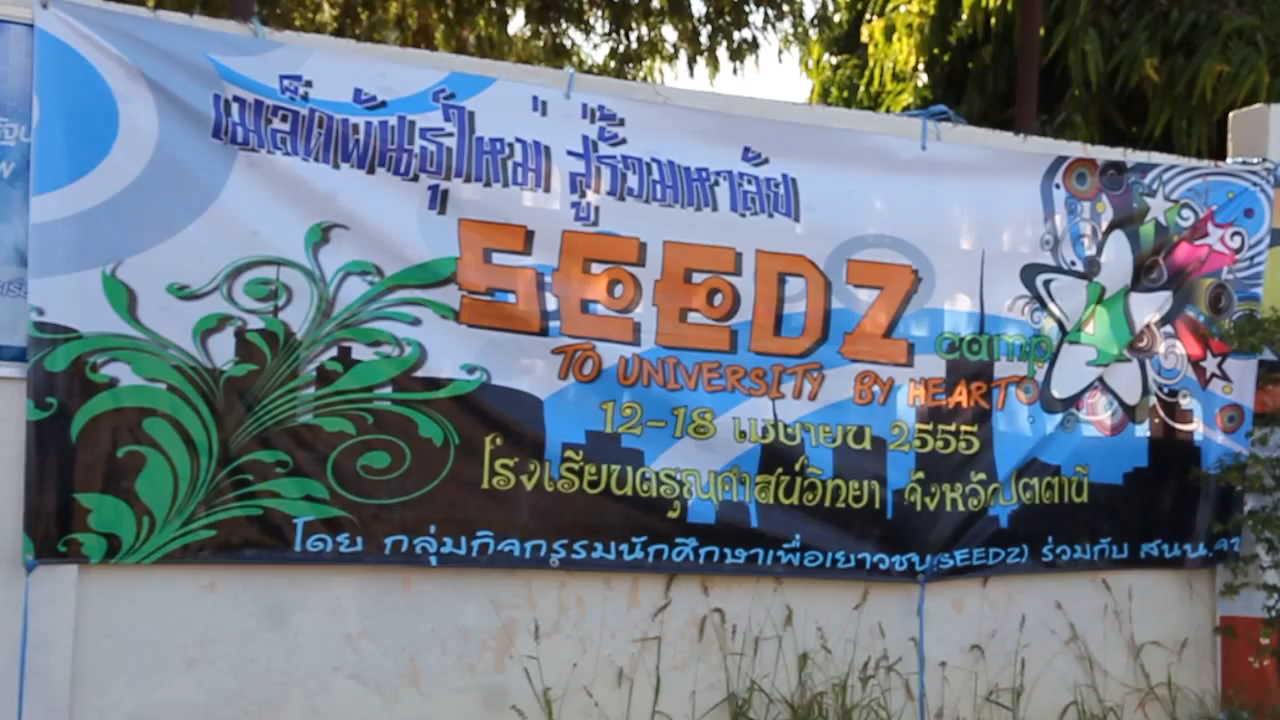 เมล็ดพันธุ์ใหม่ สู่รั้วมหาลัย
SEEDZ
camp 4
TO UNIVERSITY BY HEART
12-18 เมษายน 2555
โรงเรียนดรุณศาสน์วิทยา จังหวัดปัตตานี
โดย กลุ่มกิจกรรมนักศึกษาเพื่อเยาวชน(SEEDZ) ร่วมกับ สนน.จว